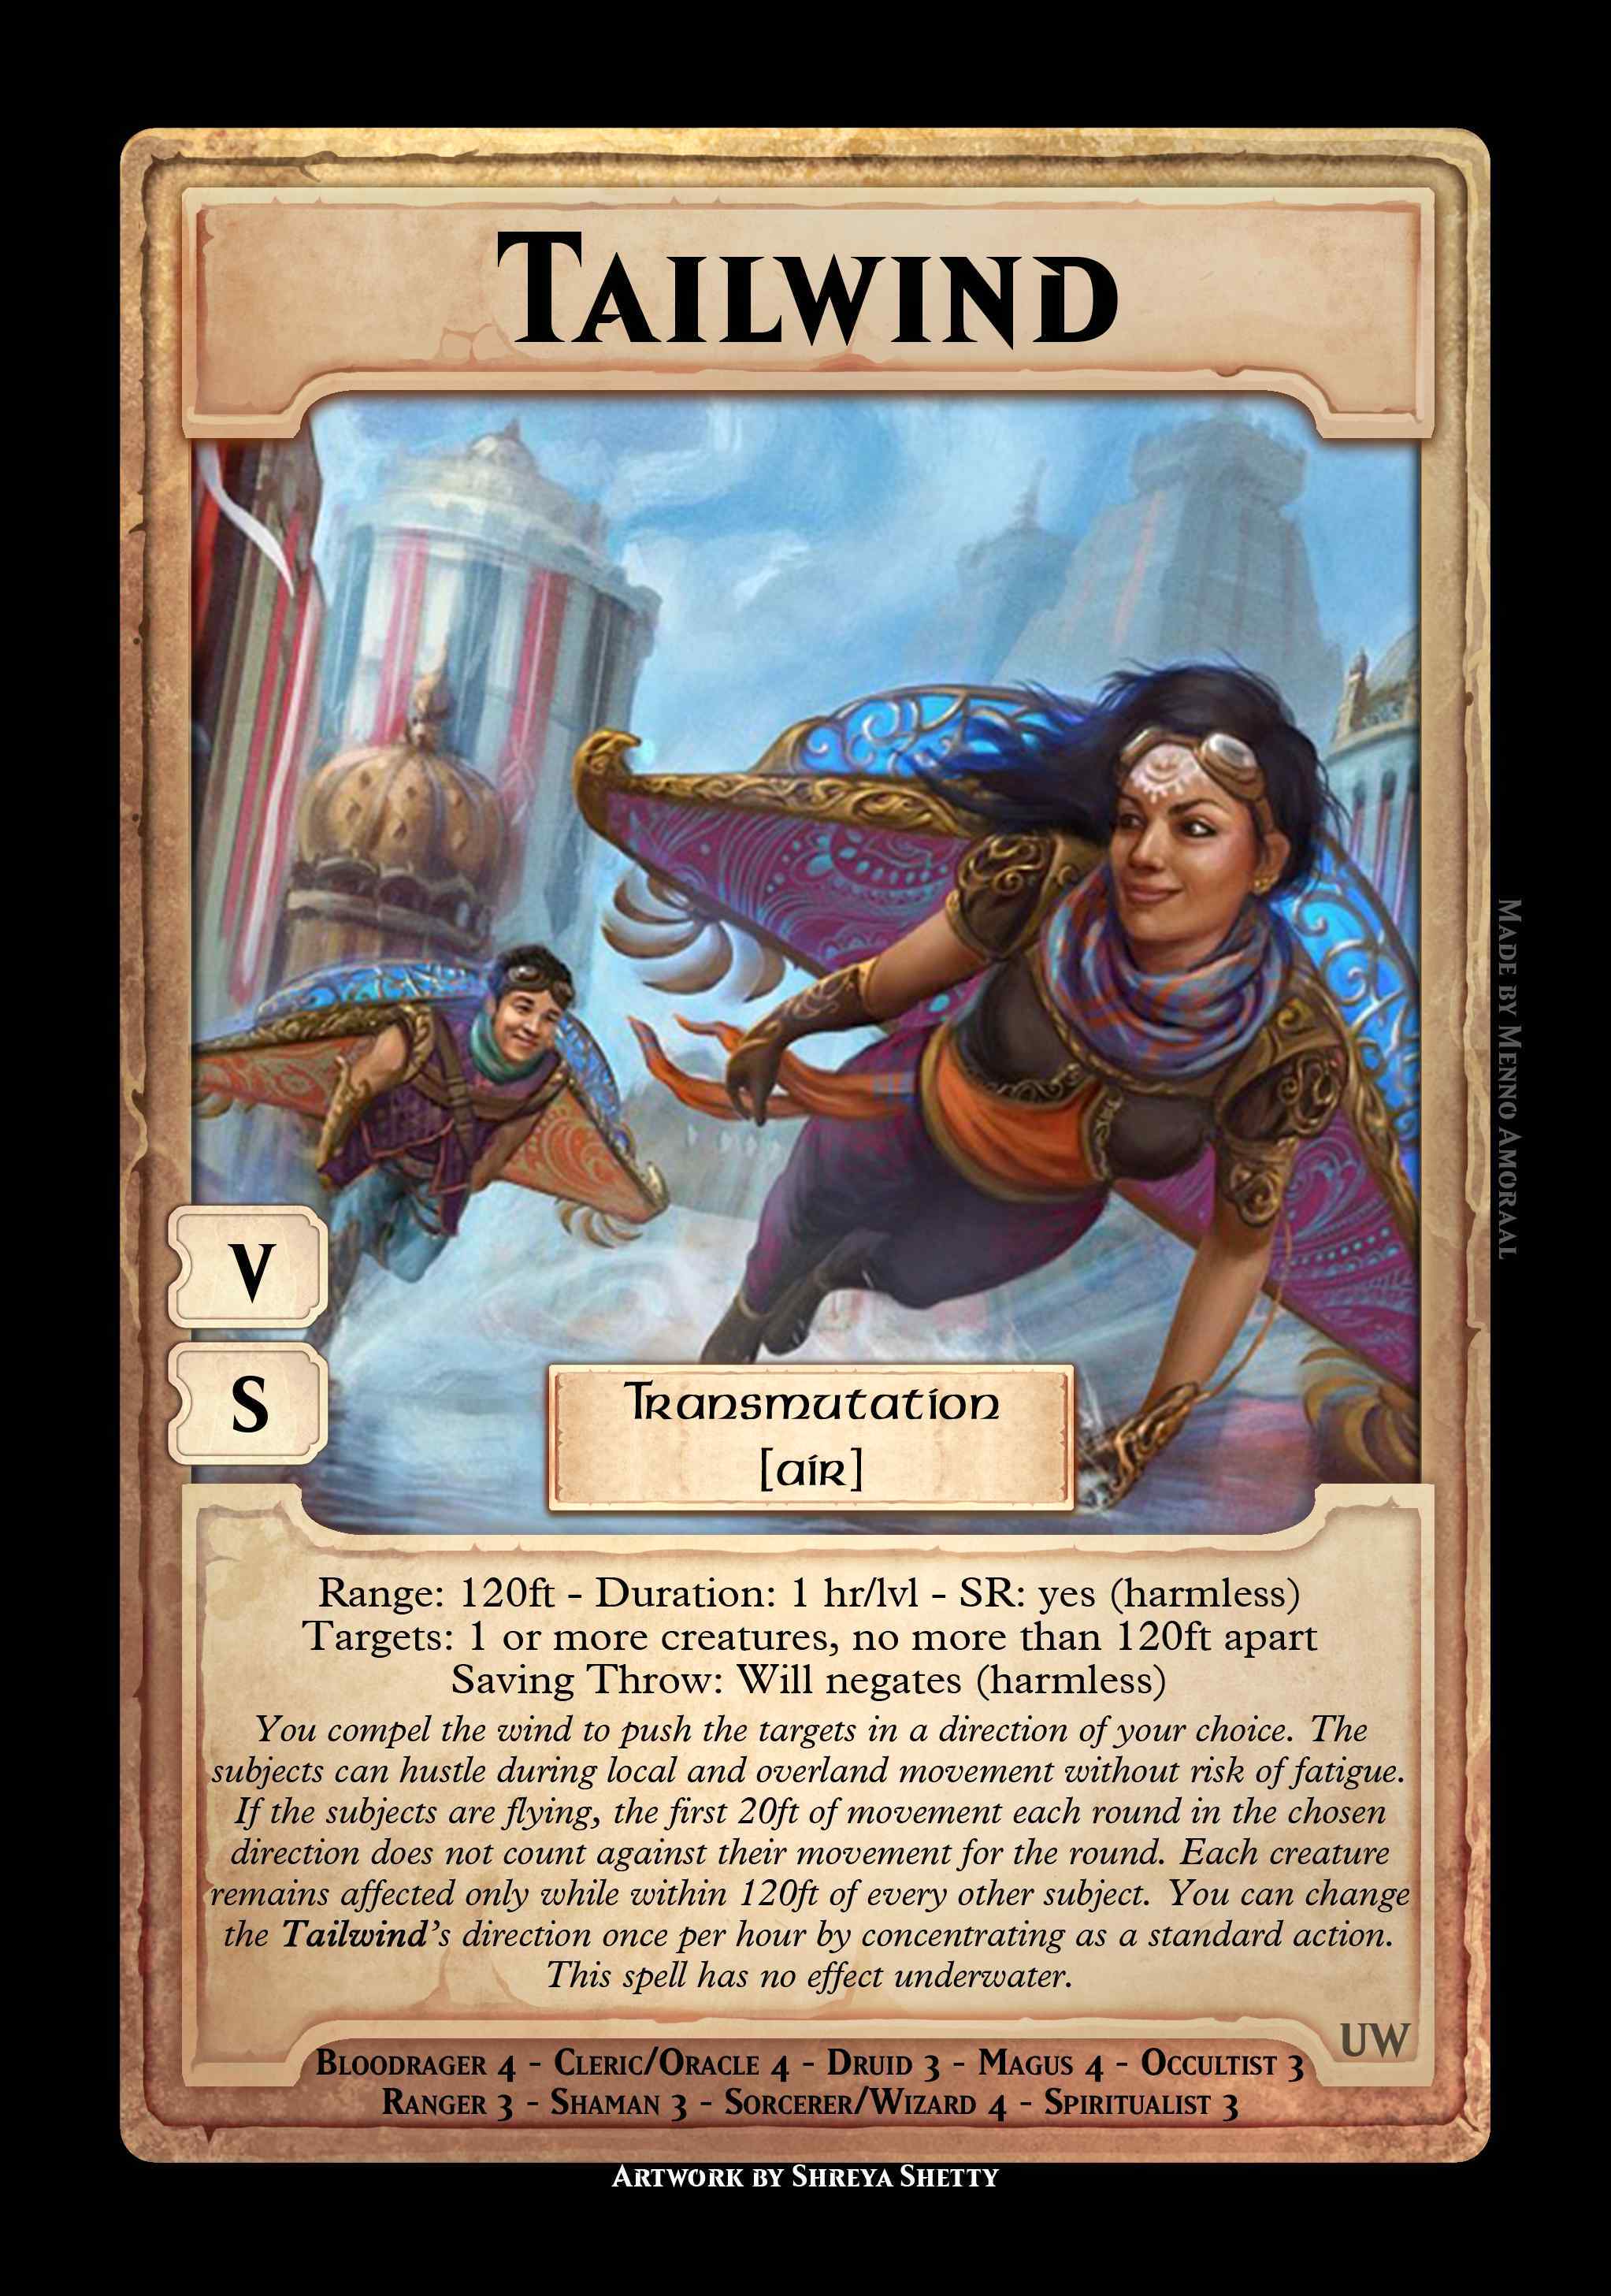 Tailwind
V
S
Transmutation
[air]
Range: 120ft - Duration: 1 hr/lvl - SR: yes (harmless)
Targets: 1 or more creatures, no more than 120ft apart
Saving Throw: Will negates (harmless)
You compel the wind to push the targets in a direction of your choice. The
subjects can hustle during local and overland movement without risk of fatigue.
If the subjects are flying, the first 20ft of movement each round in the chosen
direction does not count against their movement for the round. Each creature
remains affected only while within 120ft of every other subject. You can change
the Tailwind's direction once per hour by concentrating as a standard action.
This spell has no effect underwater.
UW
Bloodrager 4 - Cleric/Oracle 4 - Druid 3 - Magus 4 - Occultist 3
Ranger 3 - Shaman 3 - Sorcerer/Wizard 4 - Spiritualist 3
Artwork by Shreya Shetty
Made by Menno Amoraal